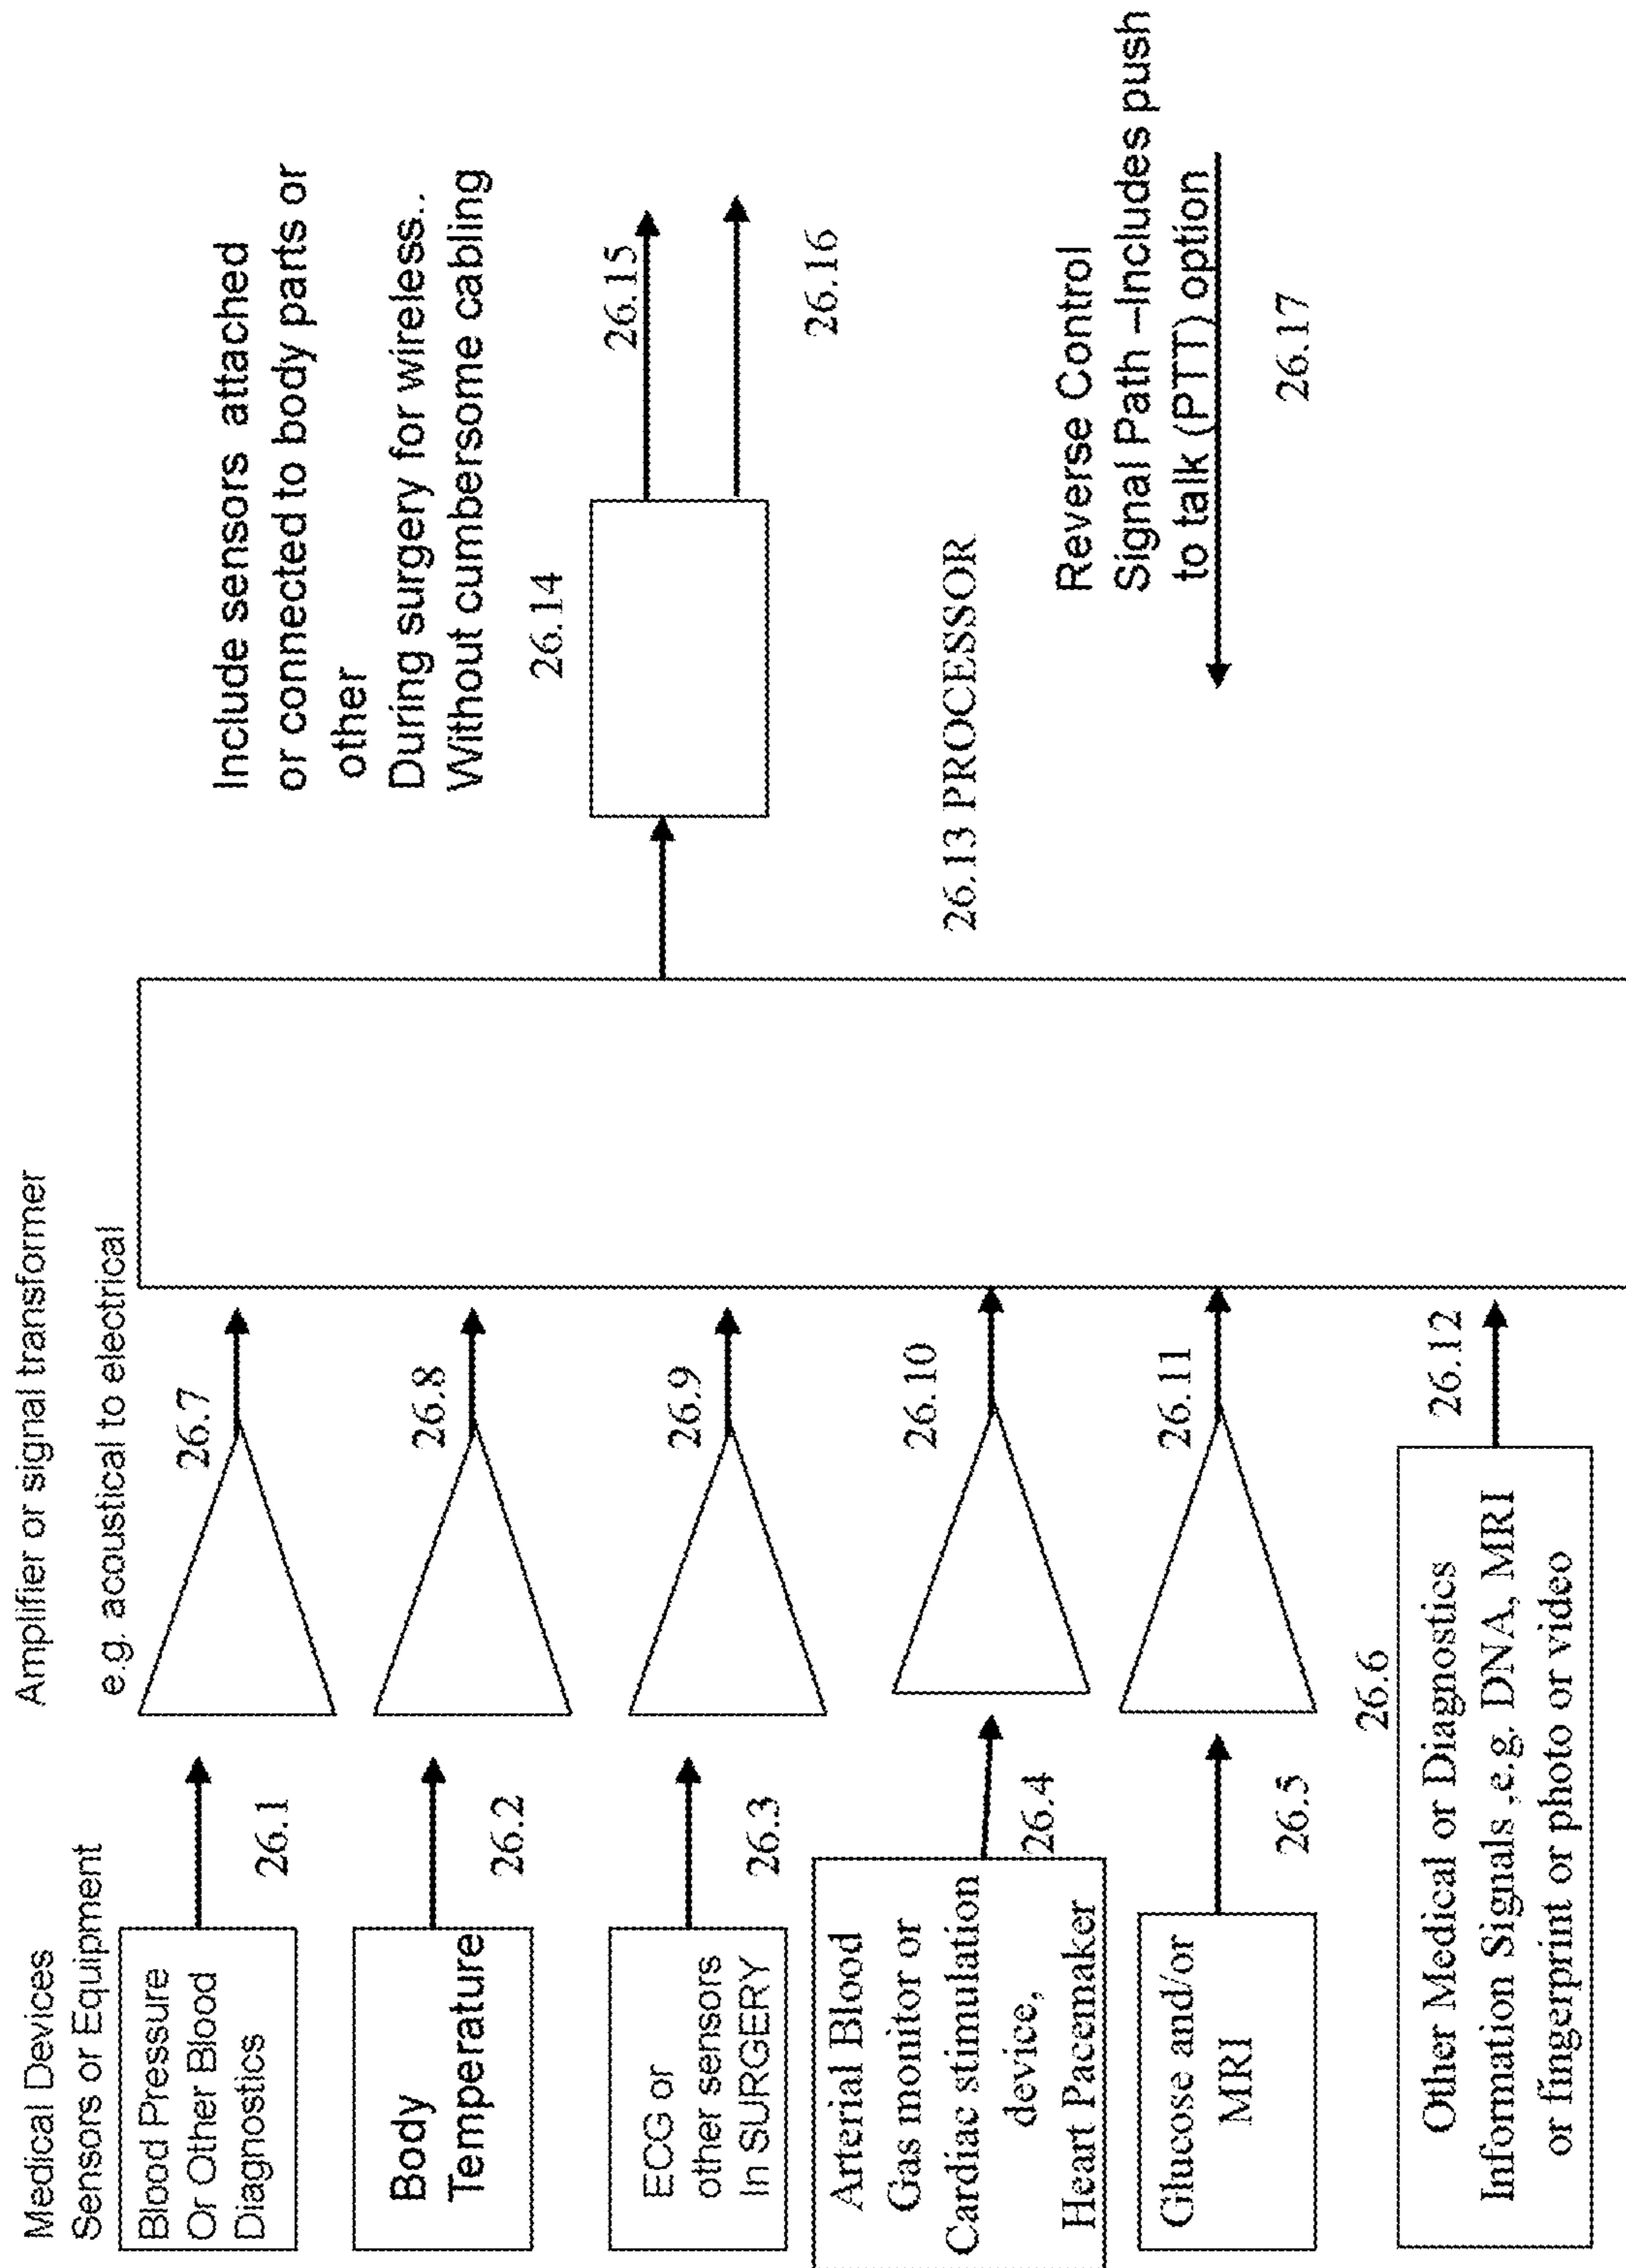 Medical Devices
Sensors or Equipment
Amplifier or signal transformer
e.g. acoustical to electrical
Blood Pressure
Or Other Blood
Diagnostics
26.1
26.7
Body
Temperature
26.2
26.8
ECG or
other sensors
In SURGERY
26.3
26.9
Arterial Blood
Gas monitor or
Cardiac stimulation
device,
Heart Pacemaker
26.4
26.10
Glucose and/or
MRI
26.5
26.11
26.6
Other Medical or Diagnostics
Information Signals ,e.g. DNA, MRI
or fingerprint or photo or video
26.12
Include sensors attached
or connected to body parts or
other
During surgery for wireless..
Without cumbersome cabling
26.14
26.15
26.16
26.13 PROCESSOR
Reverse Control
Signal Path –Includes push
to talk (PTT) option
26.17